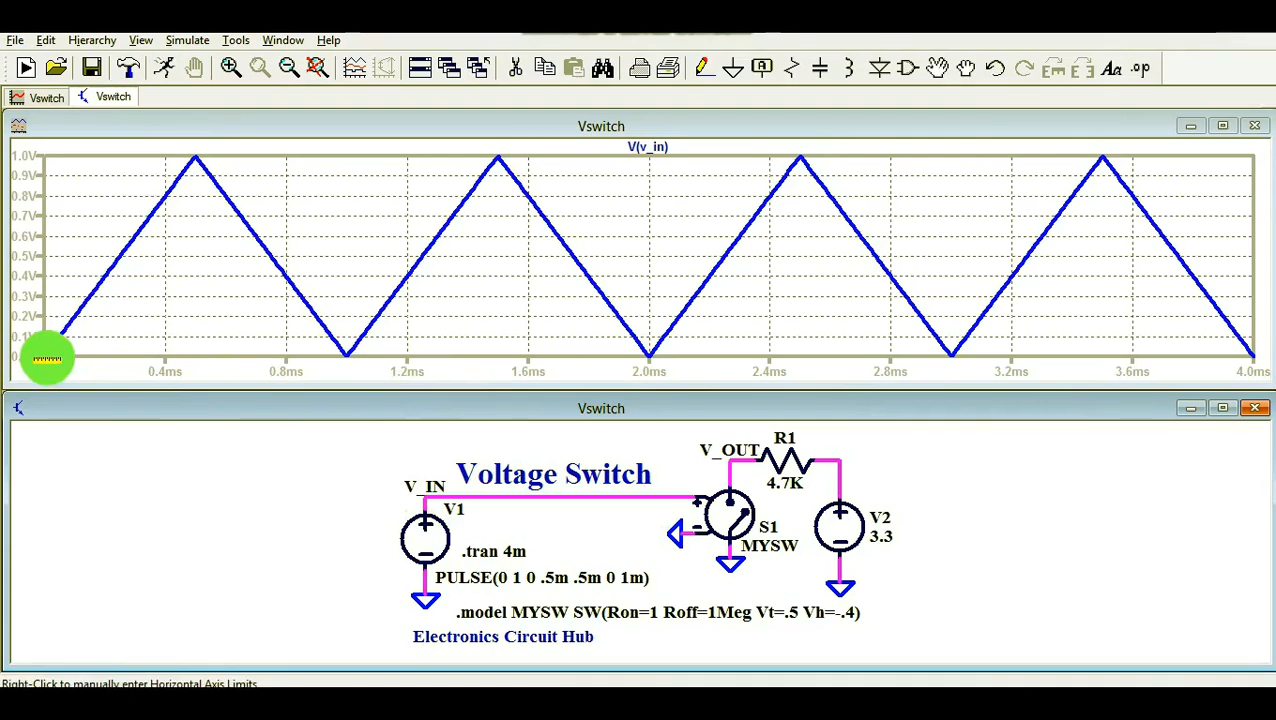 File Edit Hierarchy View Simulate Tools Window Help
Aa .op
Vswitch Vswitch
Vswitch
V(v_in)
1.0V
0.9V
0.8V
0.7V
0.6V
0.5V
0.4V
0.3V
0.2V
0.4ms 0.8ms 1.2ms 1.6ms 2.0ms 2.4ms 2.8ms 3.2ms 3.6ms 4.0ms
Vswitch
R1
V_OUT
4.7K
Voltage Switch
V_IN
V1
V2
3.3
S1
MYSW
.tran 4m
PULSE(0 1 0 .5m .5m 0 1m)
.model MYSW SW(Ron=1 Roff=1Meg Vt=.5 Vh=-.4)
Electronics Circuit Hub
Right-Click to manually enter Horizontal Axis Limits